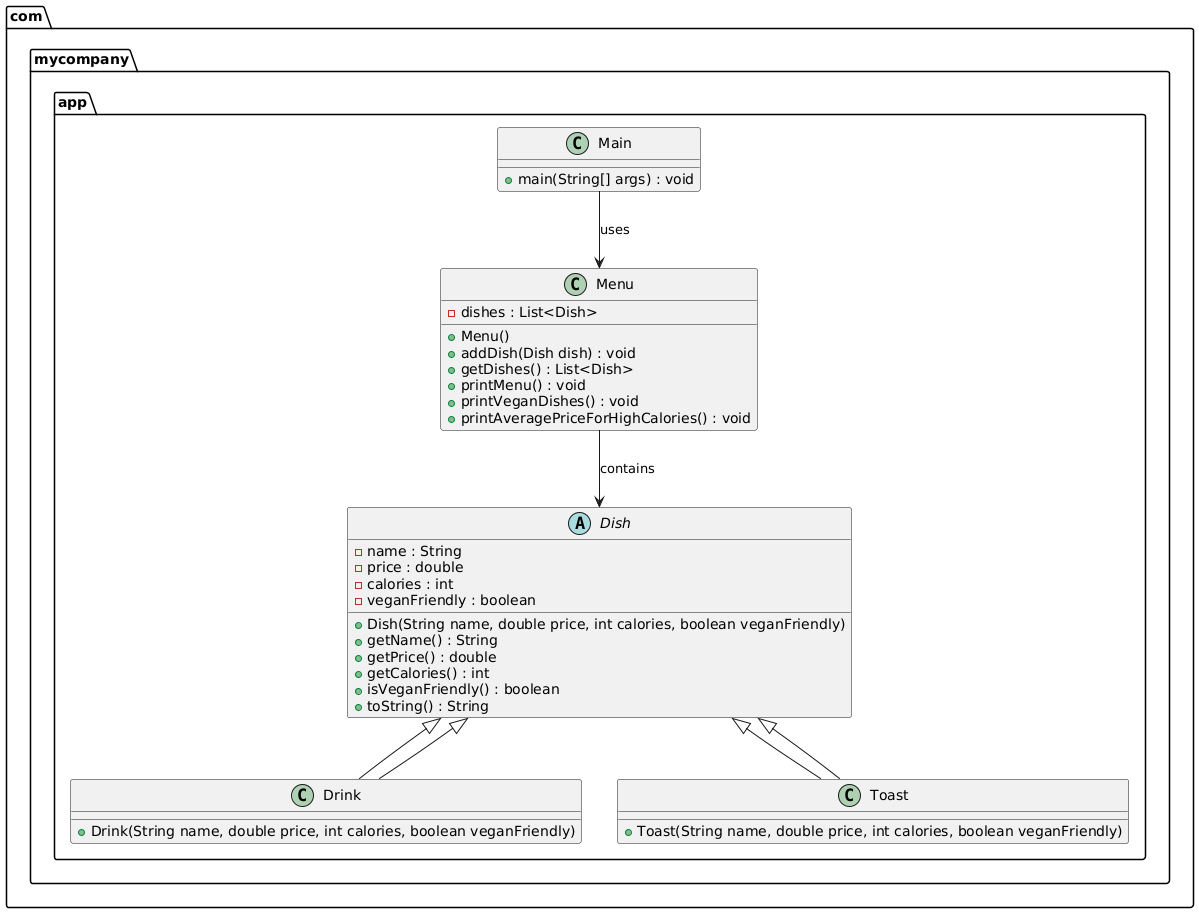 com
mycompany
app
C Main
main(String[] args) : void
uses
C Menu
dishes : List<Dish>
Menu()
addDish(Dish dish) : void
getDishes() : List<Dish>
printMenu() : void
printVeganDishes() : void
printAveragePriceForHighCalories() : void
contains
A Dish
name : String
price : double
calories : int
veganFriendly : boolean
Dish(String name, double price, int calories, boolean veganFriendly)
getName() : String
getPrice() : double
getCalories() : int
isVeganFriendly() : boolean
toString() : String
C Drink
Drink(String name, double price, int calories, boolean veganFriendly)
C Toast
Toast(String name, double price, int calories, boolean veganFriendly)